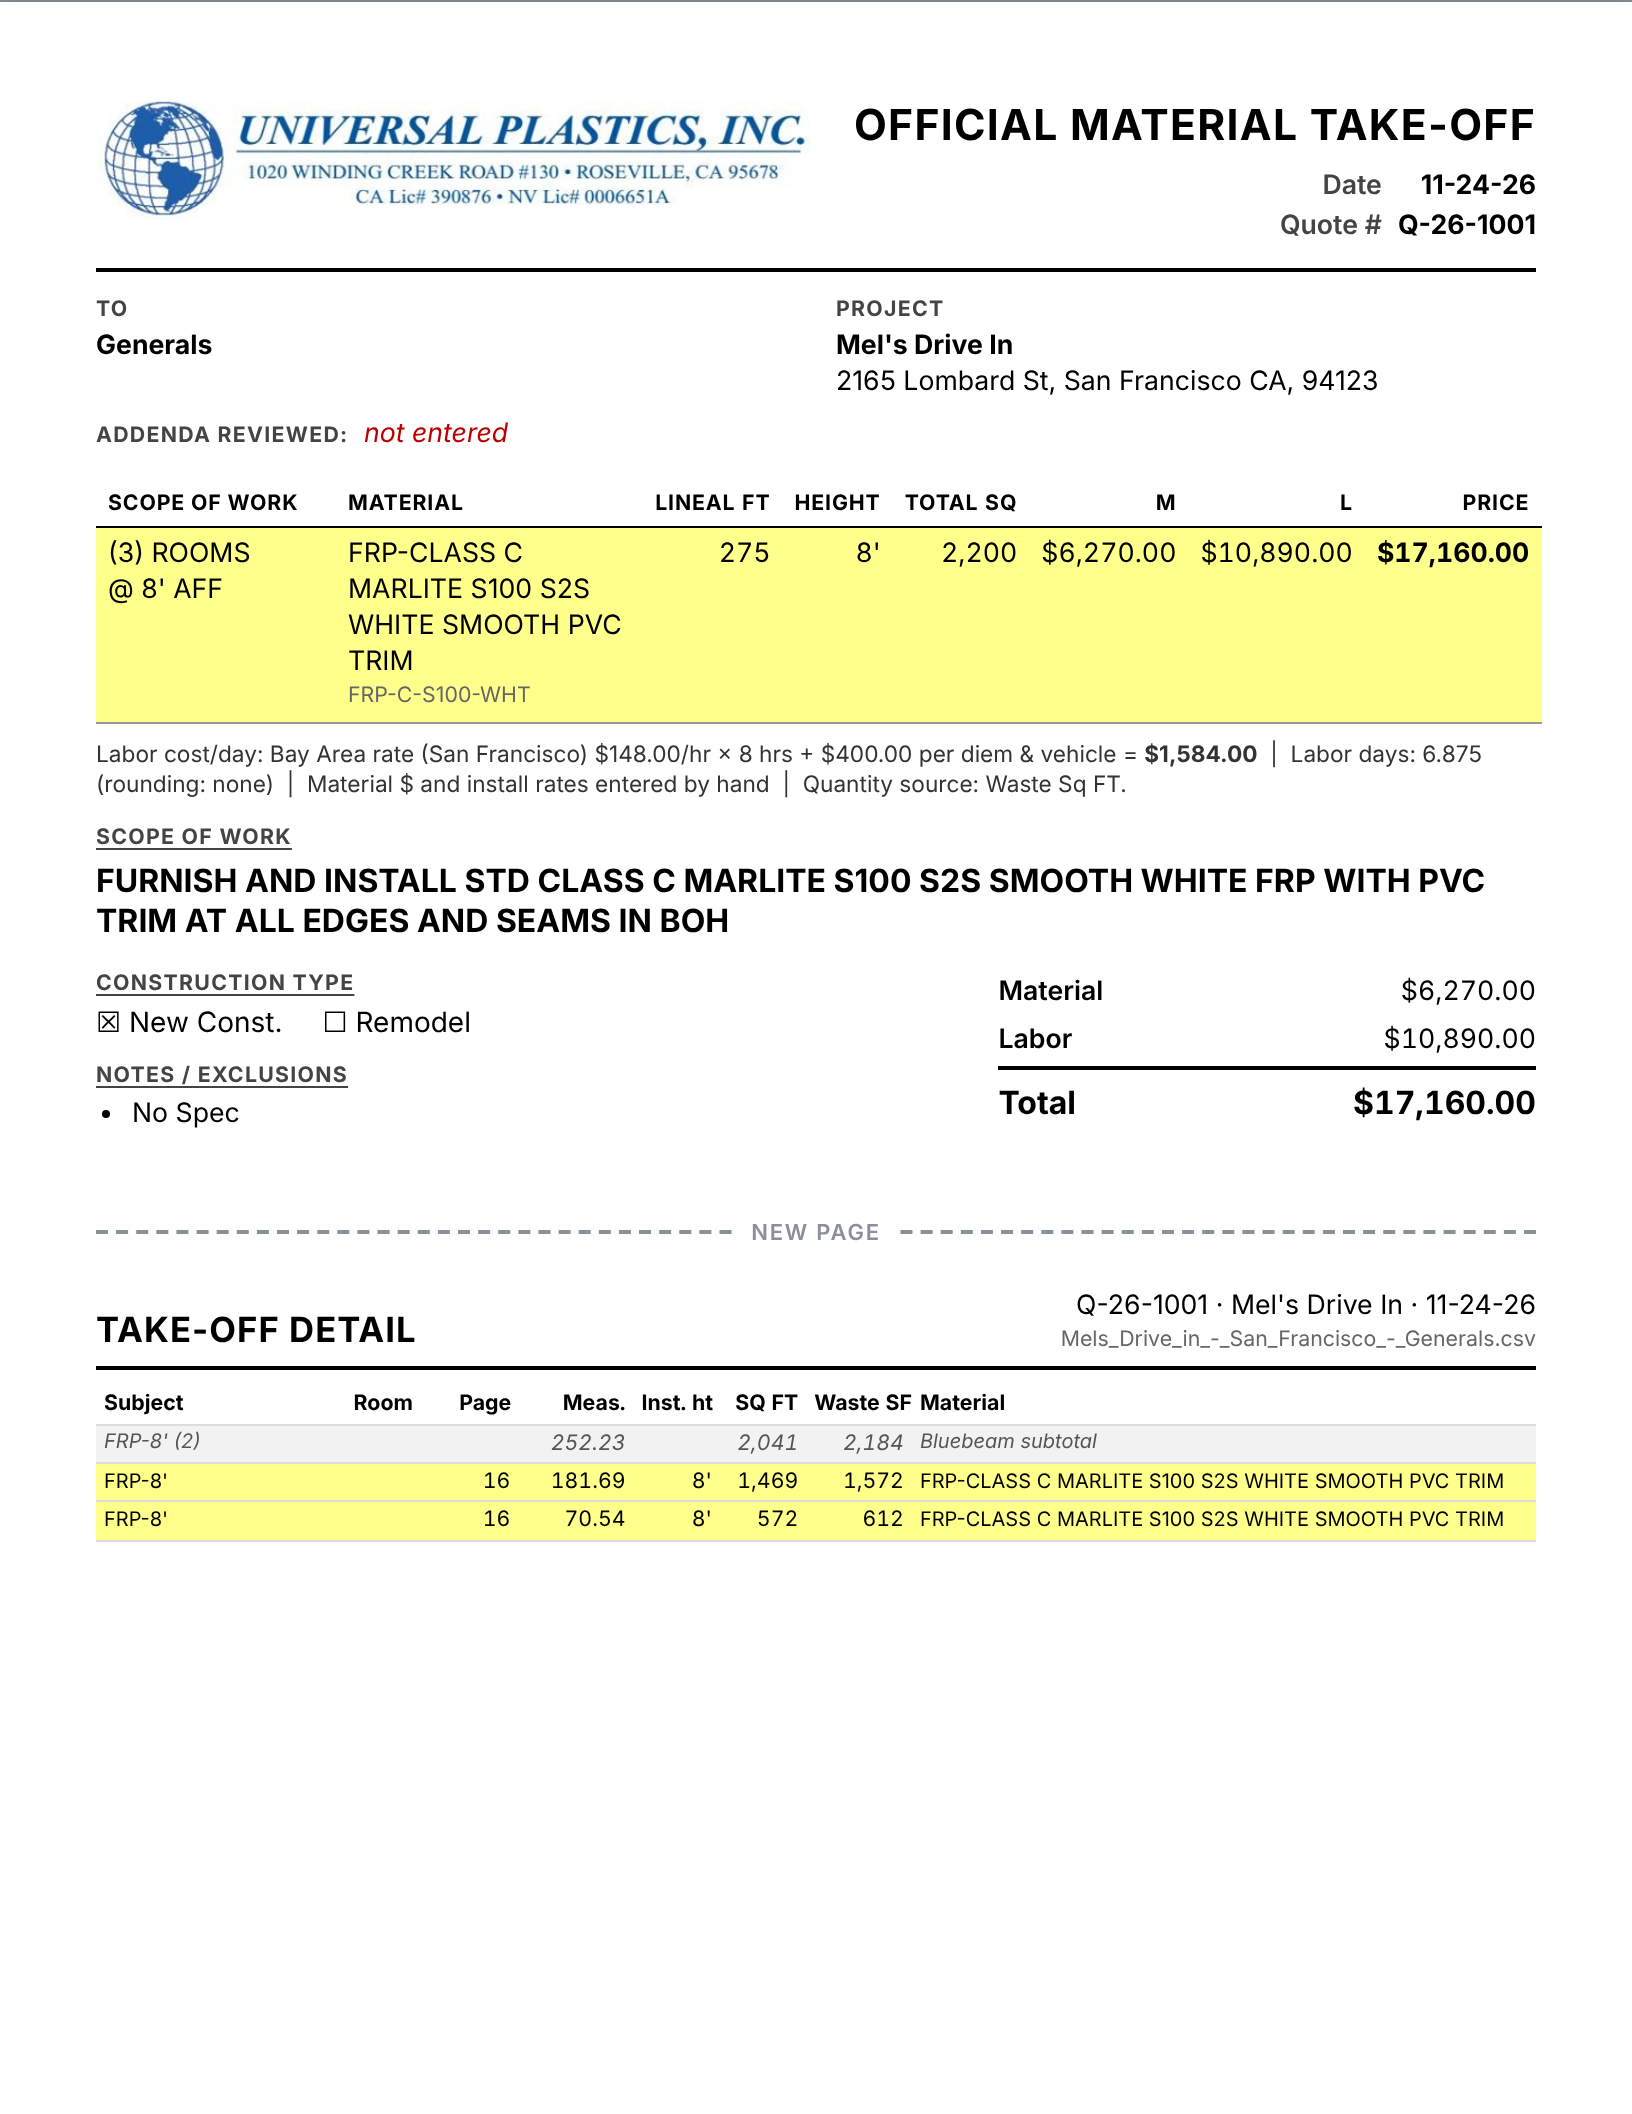 UNIVERSAL PLASTICS, INC.
1020 WINDING CREEK ROAD #130 • ROSEVILLE, CA 95678
CA Lic# 390876 • NV Lic# 0006651A
OFFICIAL MATERIAL TAKE-OFF
Date 11-24-26
Quote # Q-26-1001
TO
Generals
PROJECT
Mel's Drive In
2165 Lombard St, San Francisco CA, 94123
ADDENDA REVIEWED: not entered
SCOPE OF WORK MATERIAL LINEAL FT HEIGHT TOTAL SQ M L PRICE
(3) ROOMS FRP-CLASS C 275 8' 2,200 $6,270.00 $10,890.00 $17,160.00
@ 8' AFF MARLITE S100 S2S
WHITE SMOOTH PVC
TRIM
FRP-C-S100-WHT
Labor cost/day: Bay Area rate (San Francisco) $148.00/hr × 8 hrs + $400.00 per diem & vehicle = $1,584.00 | Labor days: 6.875
(rounding: none) | Material $ and install rates entered by hand | Quantity source: Waste Sq FT.
SCOPE OF WORK
FURNISH AND INSTALL STD CLASS C MARLITE S100 S2S SMOOTH WHITE FRP WITH PVC
TRIM AT ALL EDGES AND SEAMS IN BOH
CONSTRUCTION TYPE
☒ New Const. ☐ Remodel
NOTES / EXCLUSIONS
• No Spec
Material $6,270.00
Labor $10,890.00
Total $17,160.00
NEW PAGE
TAKE-OFF DETAIL
Q-26-1001 · Mel's Drive In · 11-24-26
Mels_Drive_in_-_San_Francisco_-_Generals.csv
Subject Room Page Meas. Inst. ht SQ FT Waste SF Material
FRP-8' (2) 252.23 2,041 2,184 Bluebeam subtotal
FRP-8' 16 181.69 8' 1,469 1,572 FRP-CLASS C MARLITE S100 S2S WHITE SMOOTH PVC TRIM
FRP-8' 16 70.54 8' 572 612 FRP-CLASS C MARLITE S100 S2S WHITE SMOOTH PVC TRIM